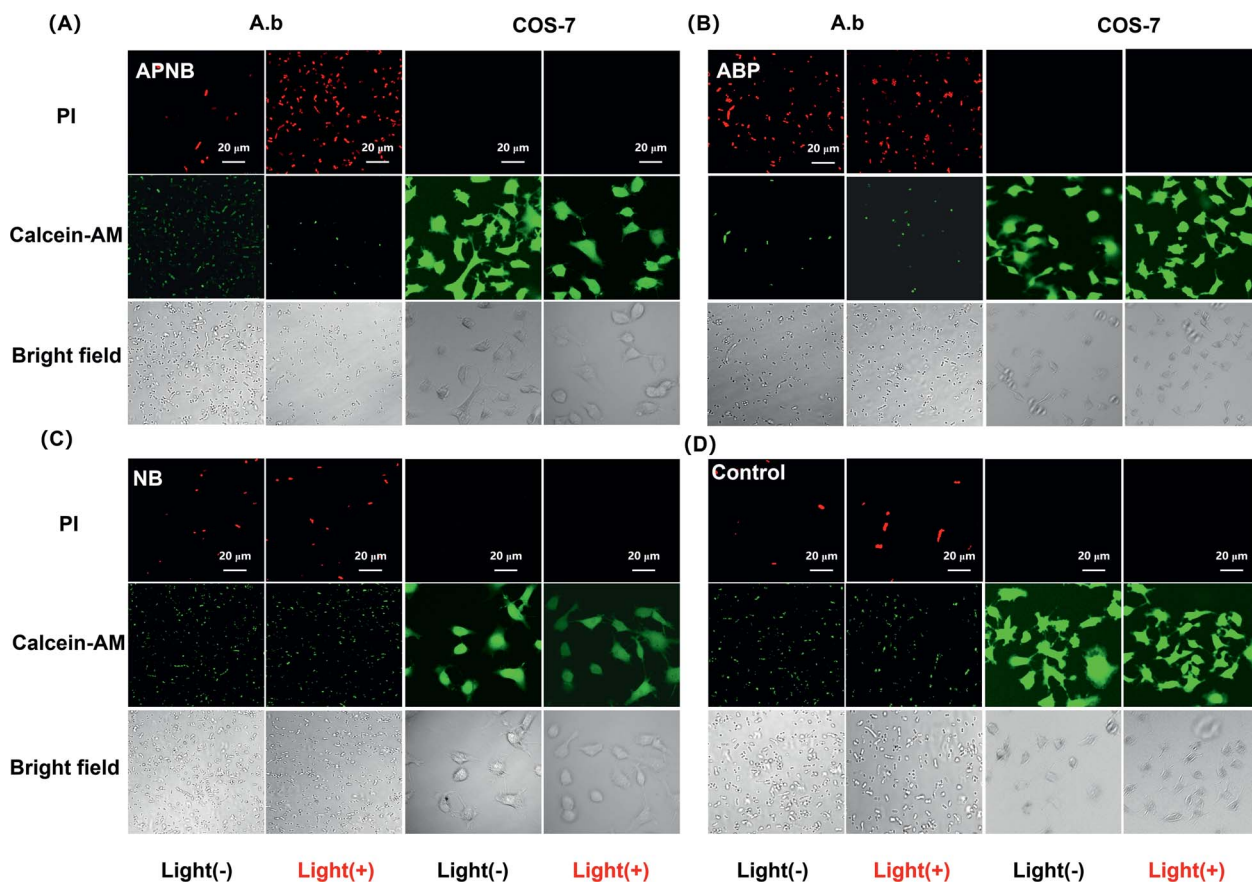 (A) A.b COS-7 (B) A.b COS-7
PI APNB ABP
20 μm 20 μm 20 μm 20 μm 20 μm
Calcein-AM
Bright field
(C) (D)
PI NB Control
20 μm 20 μm 20 μm 20 μm 20 μm 20 μm 20 μm 20 μm
Calcein-AM
Bright field
Light(-) Light(+) Light(-) Light(+) Light(-) Light(+) Light(-) Light(+)